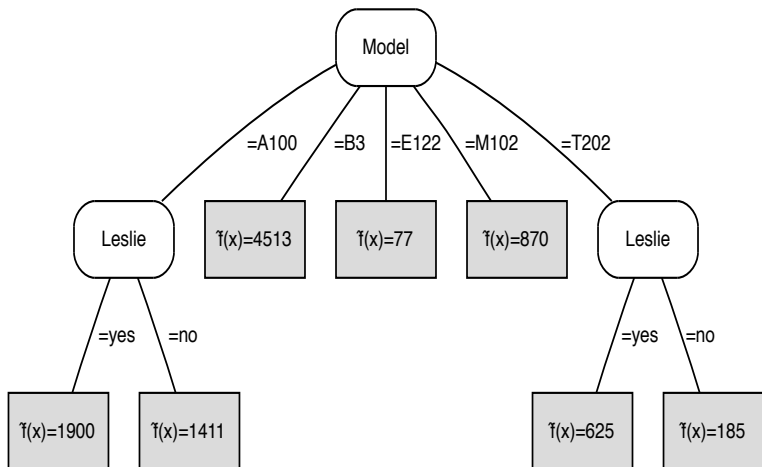 Model
=A100
=B3
=E122
=M102
=T202
Leslie
f̃(x)=4513
f̃(x)=77
f̃(x)=870
Leslie
=yes
=no
=yes
=no
f̃(x)=1900
f̃(x)=1411
f̃(x)=625
f̃(x)=185